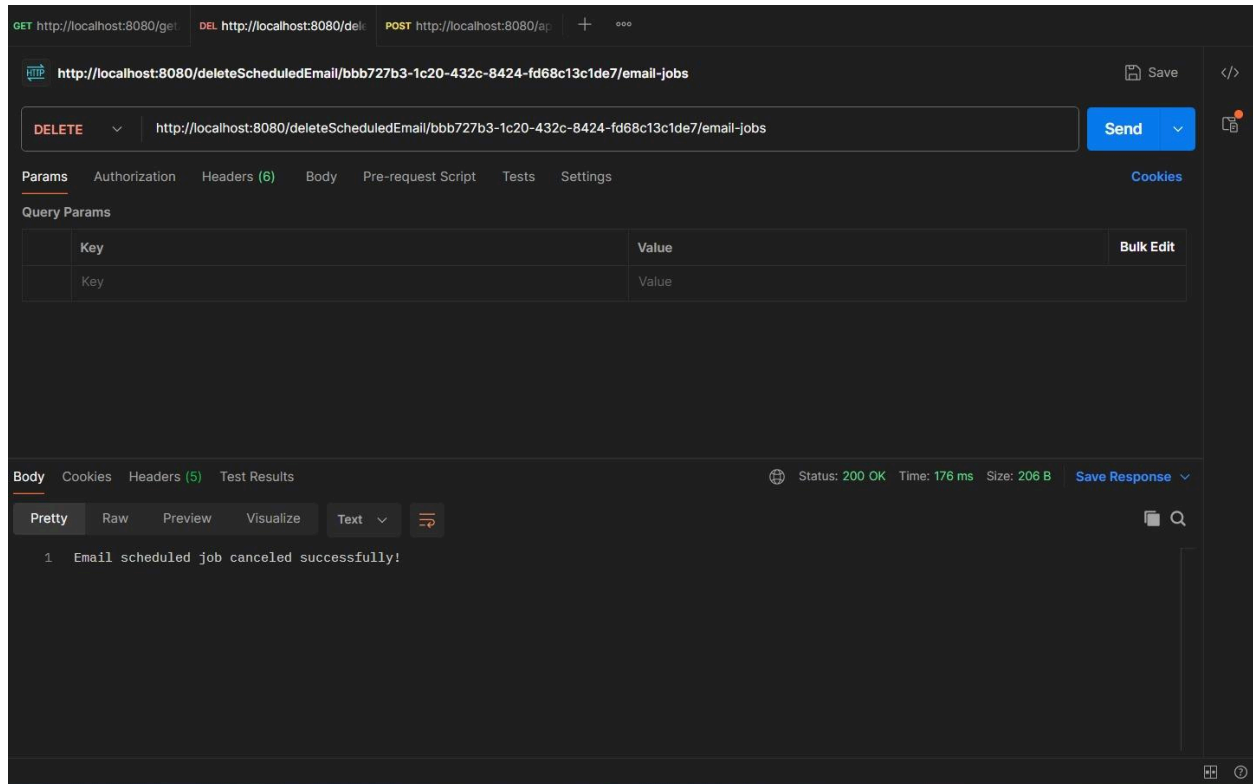 GET http://localhost:8080/get. DEL http://localhost:8080/dele POST http://localhost:8080/ap
HTTP http://localhost:8080/deleteScheduledEmail/bbb727b3-1c20-432c-8424-fd68c13c1de7/email-jobs Save </>
DELETE http://localhost:8080/deleteScheduledEmail/bbb727b3-1c20-432c-8424-fd68c13c1de7/email-jobs Send
Params Authorization Headers (6) Body Pre-request Script Tests Settings Cookies
Query Params
Key Value Bulk Edit
Key Value
Body Cookies Headers (5) Test Results Status: 200 OK Time: 176 ms Size: 206 B Save Response
Pretty Raw Preview Visualize Text
1 Email scheduled job canceled successfully!